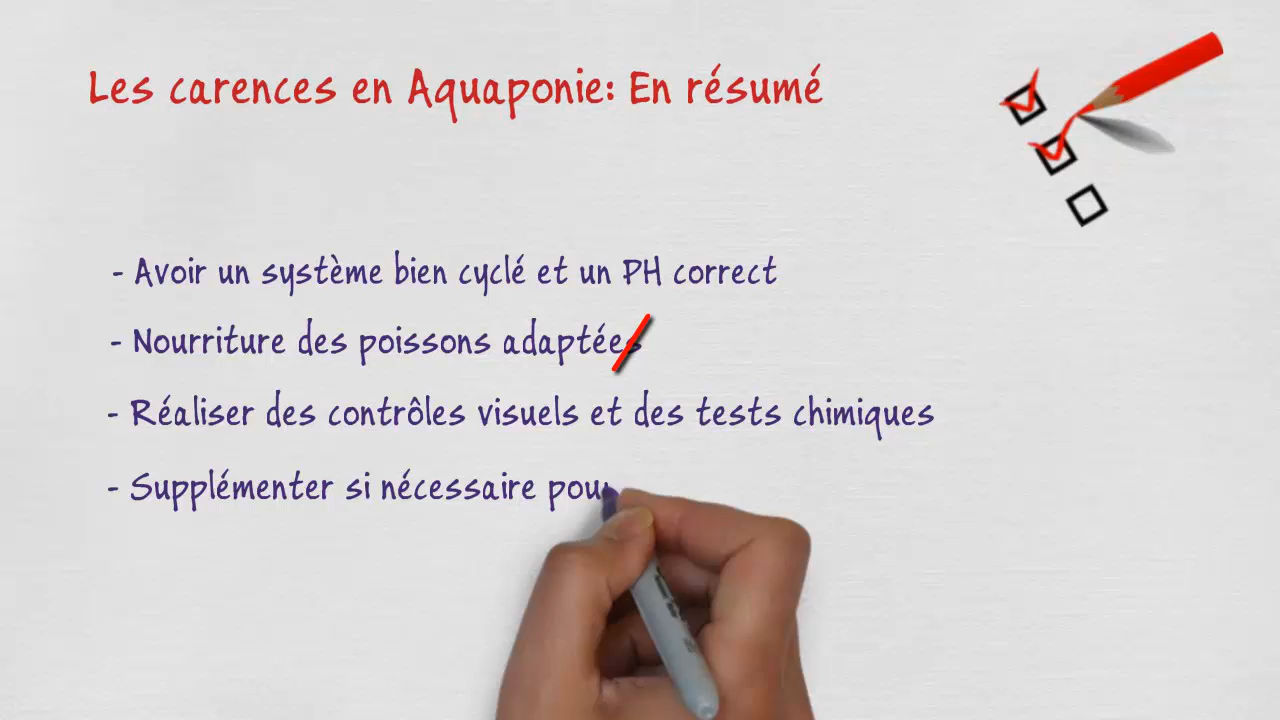 Les carences en Aquaponie: En résumé
- Avoir un système bien cyclé et un PH correct
- Nourriture des poissons adaptées
- Réaliser des contrôles visuels et des tests chimiques
- Supplémenter si nécessaire